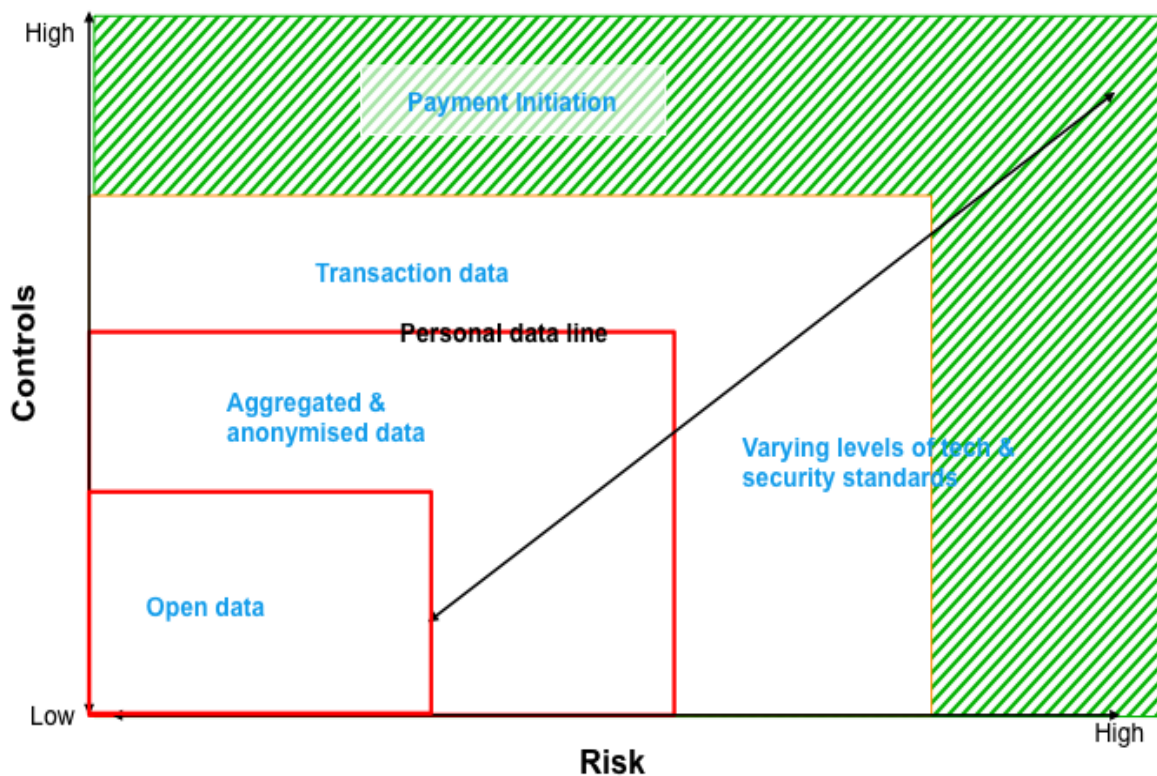 High
Payment Initiation
Transaction data
Personal data line
Controls
Aggregated &
anonymised data
Varying levels of tech &
security standards
Open data
Low
High
Risk